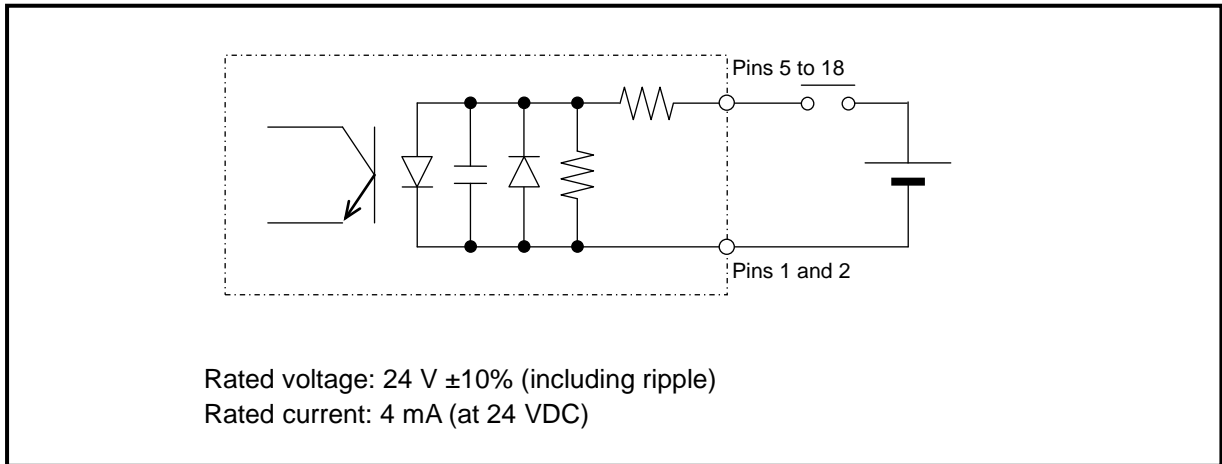 Pins 5 to 18
Pins 1 and 2
Rated voltage: 24 V ±10% (including ripple)
Rated current: 4 mA (at 24 VDC)